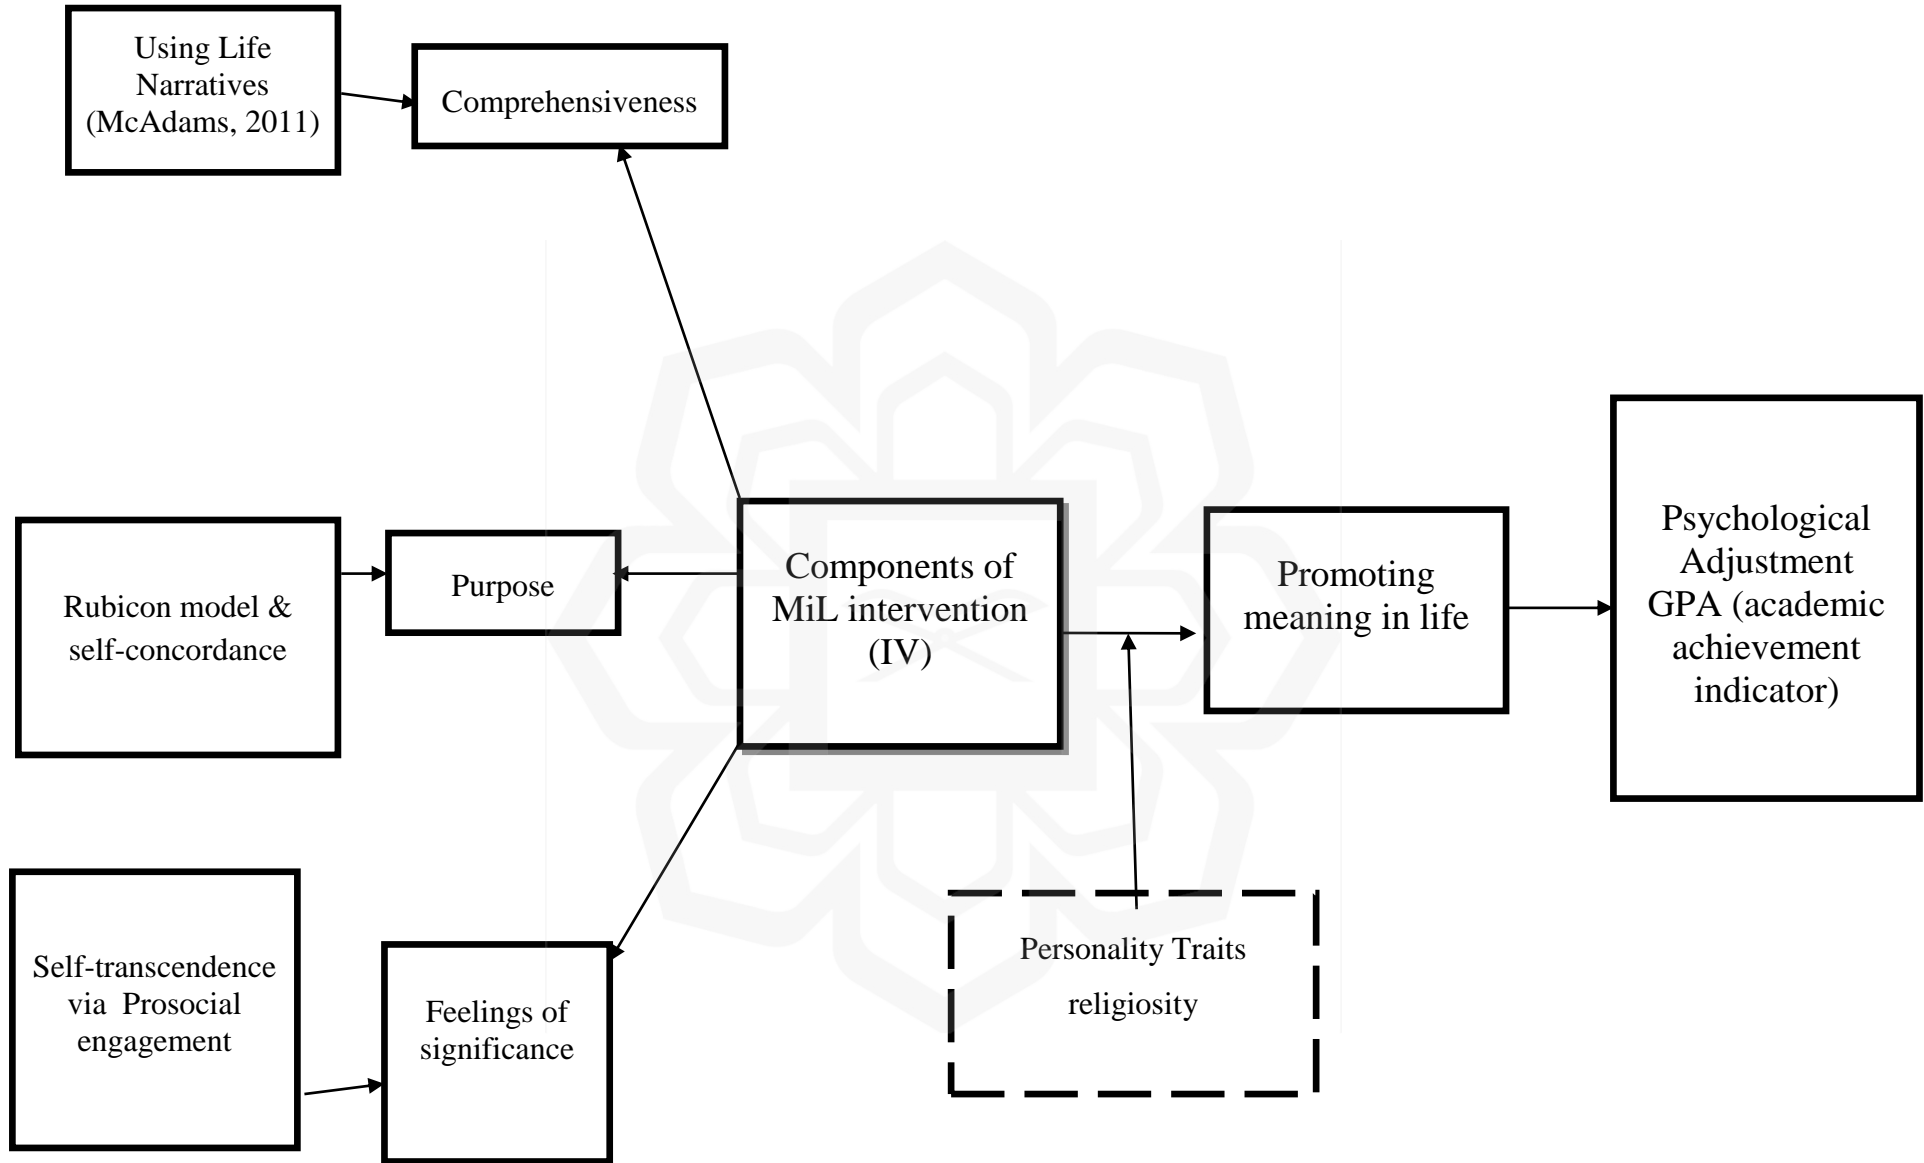 Using Life
Narratives
(McAdams, 2011)
Comprehensiveness
Rubicon model &
self-concordance
Purpose
Components of
MiL intervention
(IV)
Promoting
meaning in life
Psychological
Adjustment
GPA (academic
achievement
indicator)
Self-transcendence
via Prosocial
engagement
Feelings of
significance
Personality Traits
religiosity